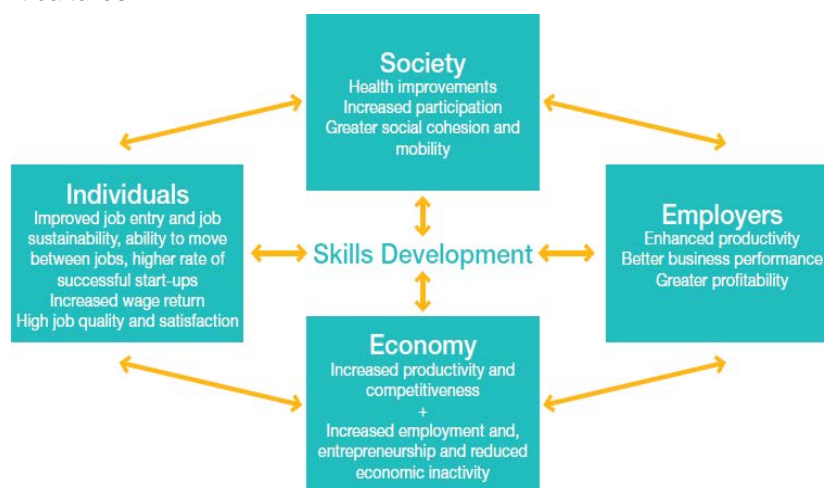 Society
Health improvements
Increased participation
Greater social cohesion and
mobility
Individuals
Improved job entry and job
sustainability, ability to move
between jobs, higher rate of
successful start-ups
Increased wage return
High job quality and satisfaction
Skills Development
Employers
Enhanced productivity
Better business performance
Greater profitability
Economy
Increased productivity and
competitiveness
+
Increased employment and,
entrepreneurship and reduced
economic inactivity